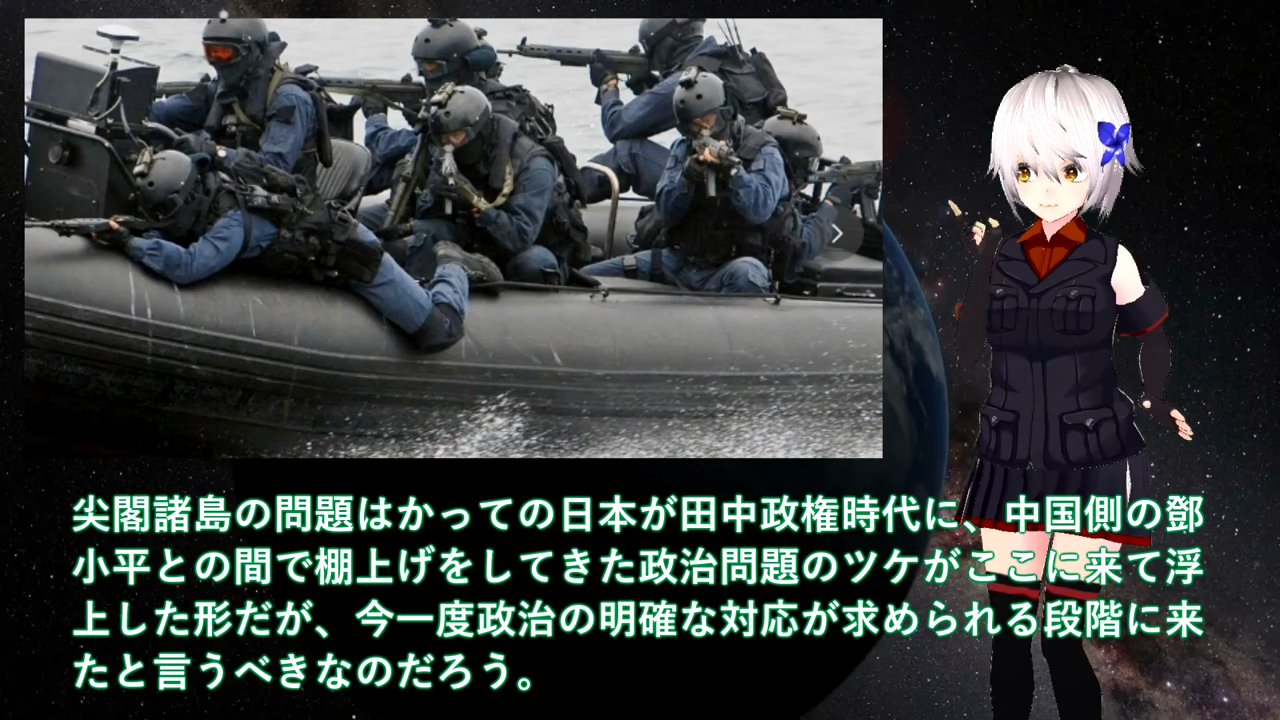 尖閣諸島の問題はかっての日本が田中政権時代に、中国側の鄧
小平との間で棚上げをしてきた政治問題のツケがここに来て浮
上した形だが、今一度政治の明確な対応が求められる段階に来
たと言うべきなのだろう。